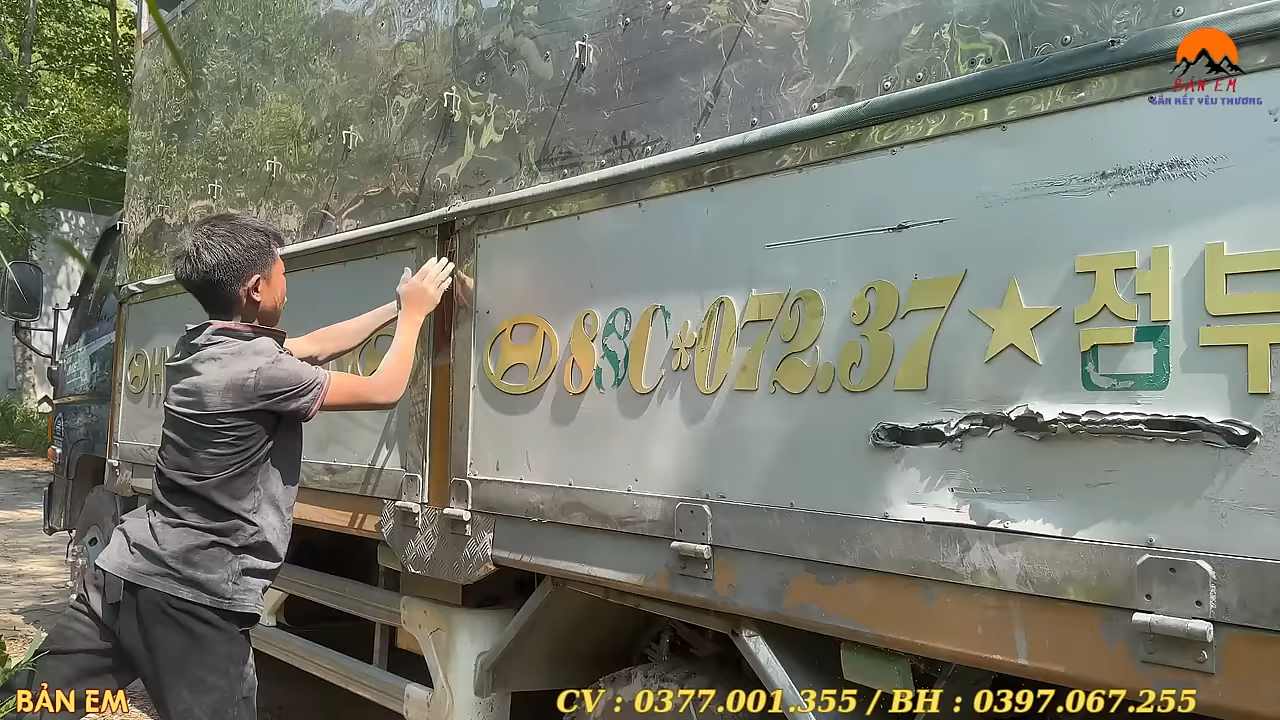 BẢN EM
GẮN KẾT YÊU THƯƠNG
88C*072.37 ★ 점부
BẢN EM
CV : 0377.001.355 / BH : 0397.067.255